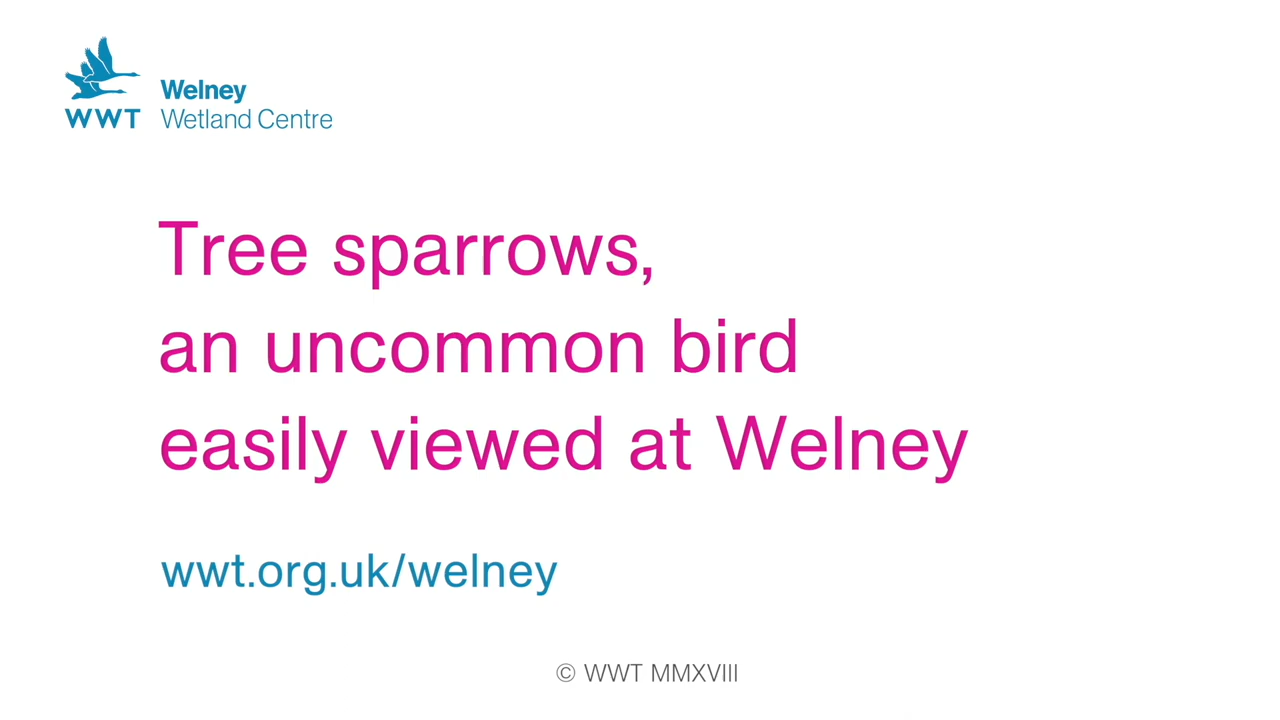 WWT
Welney
Wetland Centre
Tree sparrows,
an uncommon bird
easily viewed at Welney
wwt.org.uk/welney
© WWT MMXVIII